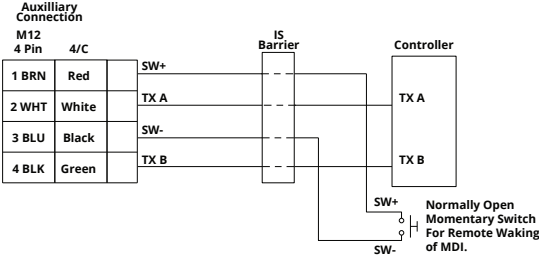 Auxilliary
Connection
M12
4 Pin 4/C
IS
Barrier
Controller
1 BRN Red SW+
2 WHT White TX A TX A
3 BLU Black SW-
4 BLK Green TX B TX B
SW+
SW-
Normally Open
Momentary Switch
For Remote Waking
of MDI.